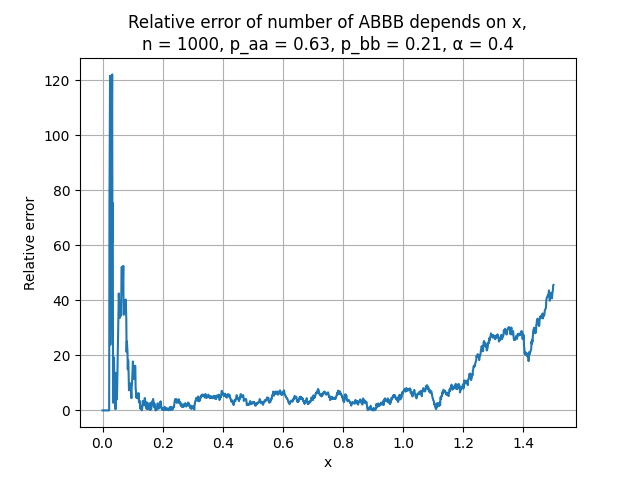 Relative error of number of ABBB depends on x,
n = 1000, p_aa = 0.63, p_bb = 0.21, α = 0.4
120
100
80
60
40
20
0
Relative error
0.0 0.2 0.4 0.6 0.8 1.0 1.2 1.4
x